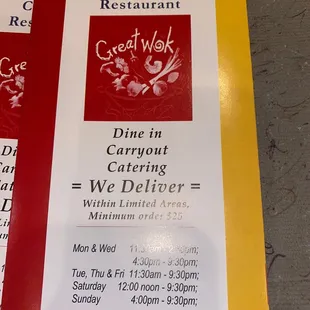 Restaurant
Great Wok
Dine in
Carryout
Catering
= We Deliver =
Within Limited Areas,
Minimum order $25
Mon & Wed
4:30pm - 9:30pm;
Tue, Thu & Fri 11:30am - 9:30pm;
Saturday 12:00 noon - 9:30pm;
Sunday 4:00pm - 9:30pm;